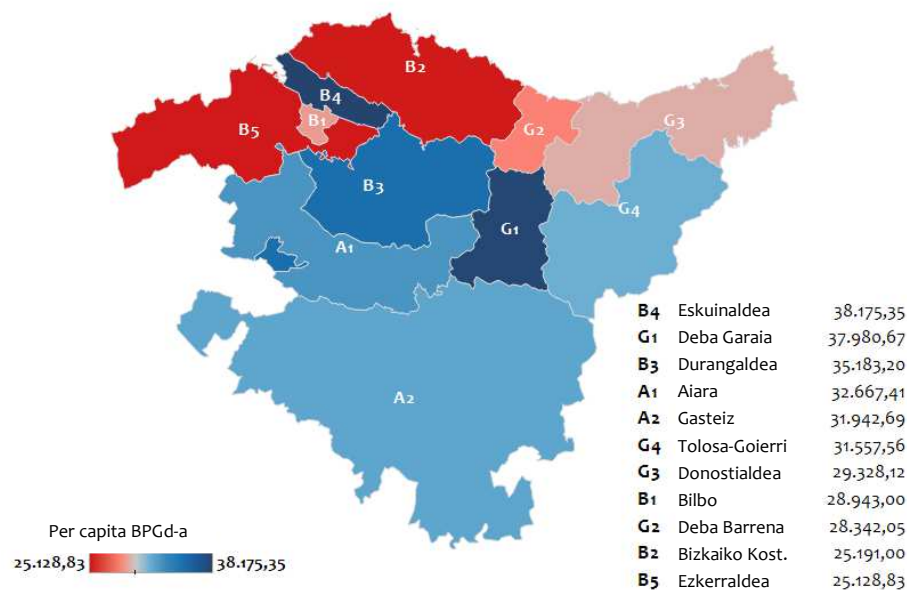 B2
B4
B1
B5
G2
G3
B3
G4
G1
A1
A2
B4 Eskuinaldea 38.175,35
G1 Deba Garaia 37.980,67
B3 Durangaldea 35.183,20
A1 Aiara 32.667,41
A2 Gasteiz 31.942,69
G4 Tolosa-Goierri 31.557,56
G3 Donostialdea 29.328,12
B1 Bilbo 28.943,00
G2 Deba Barrena 28.342,05
B2 Bizkaiko Kost. 25.191,00
B5 Ezkerraldea 25.128,83
Per capita BPGd-a
25.128,83 38.175,35